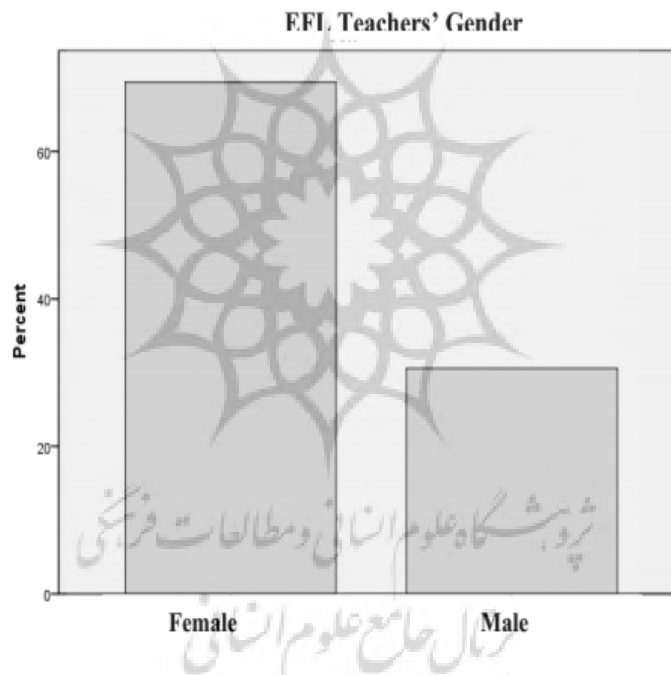 EFL Teachers' Gender
60
40
20
0
Percent
Female
Male
پژوهشگاه علوم انسانی و مطالعات فرهنگی
پرتال جامع علوم انسانی